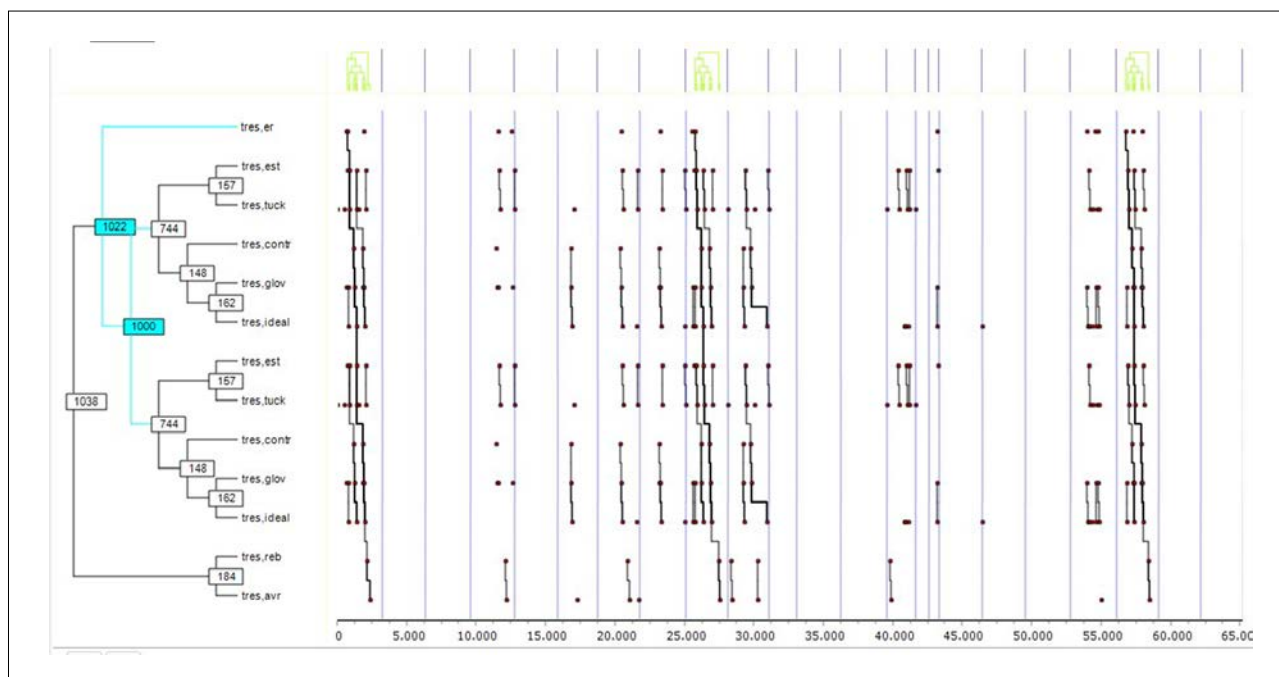 tres,er
tres,est
157
tres,tuck
1022
744
tres,contr
148
tres,glov
162
tres,ideal
1000
tres,est
157
tres,tuck
1038
744
tres,contr
148
tres,glov
162
tres,ideal
tres,reb
184
tres,avr
0 5.000 10.000 15.000 20.000 25.000 30.000 35.000 40.000 45.000 50.000 55.000 60.000 65.00